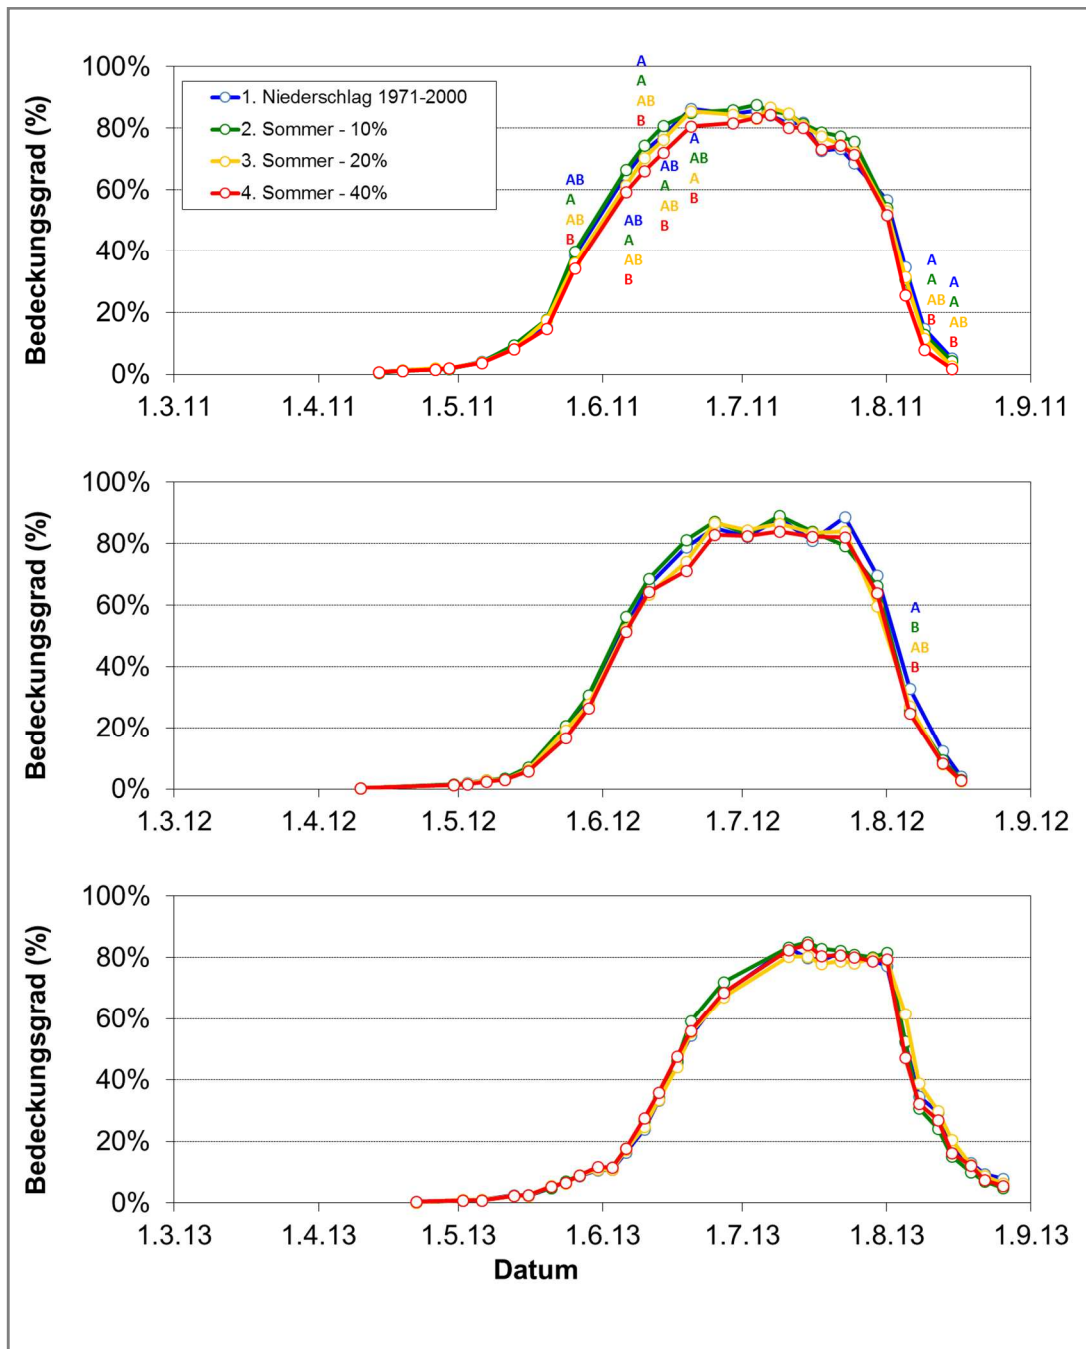 Bedeckungsgrad (%)
100%
80%
60%
40%
20%
0%
1. Niederschlag 1971-2000
2. Sommer - 10%
3. Sommer - 20%
4. Sommer - 40%
AB
A
AB
B
AB
A
AB
B
A
A
AB
B
AB
A
AB
B
A
AB
A
B
A
A
AB
B
A
A
AB
B
1.3.11 1.4.11 1.5.11 1.6.11 1.7.11 1.8.11 1.9.11
Bedeckungsgrad (%)
100%
80%
60%
40%
20%
0%
A
B
AB
B
1.3.12 1.4.12 1.5.12 1.6.12 1.7.12 1.8.12 1.9.12
Bedeckungsgrad (%)
100%
80%
60%
40%
20%
0%
1.3.13 1.4.13 1.5.13 1.6.13 1.7.13 1.8.13 1.9.13
Datum